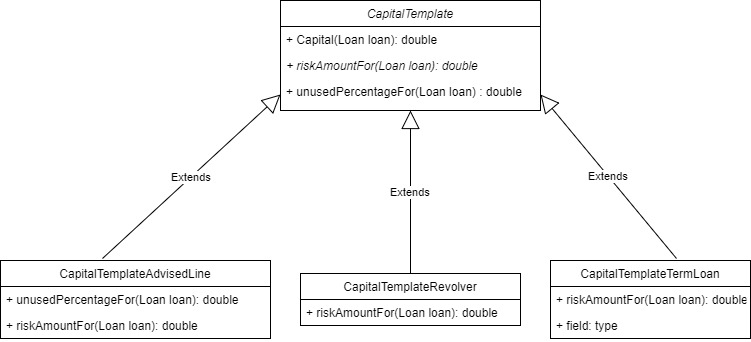 CapitalTemplate
+ Capital(Loan loan): double
+ riskAmountFor(Loan loan): double
+ unusedPercentageFor(Loan loan) : double
Extends
Extends
Extends
CapitalTemplateAdvisedLine
+ unusedPercentageFor(Loan loan): double
+ riskAmountFor(Loan loan): double
CapitalTemplateRevolver
+ riskAmountFor(Loan loan): double
CapitalTemplateTermLoan
+ riskAmountFor(Loan loan): double
+ field: type